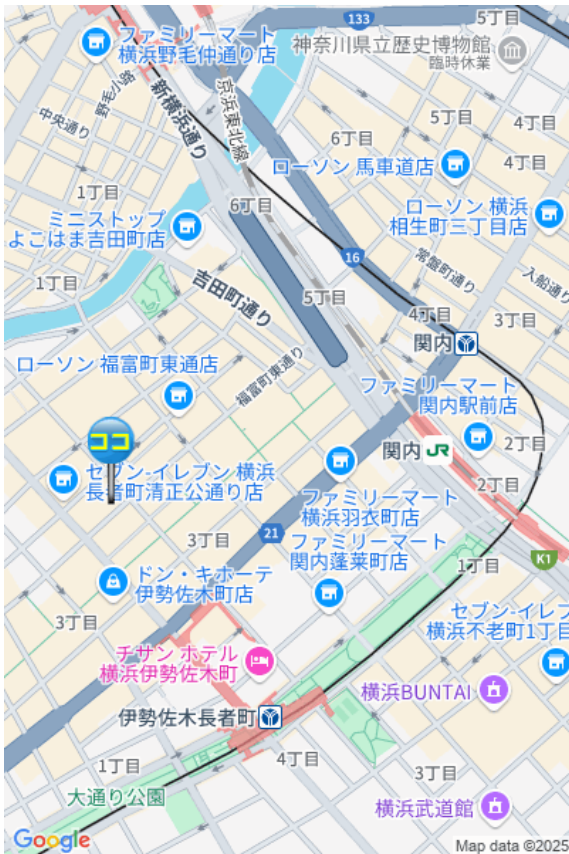 133
5丁目
ファミリーマート
横浜野毛仲通り店
神奈川県立歴史博物館
臨時休業
京浜東北線
野毛小路
新横浜通り
中央通り
4丁目
5丁目
6丁目
4丁目
ローソン 馬車道店
1丁目
6丁目
ローソン 横浜
相生町三丁目店
ミニストップ
よこはま吉田町店
16
常盤町通り
入船通り
1丁目
吉田町通り
5丁目
4丁目
3丁目
関内
ローソン 福富町東通店
福富町東通り
ファミリーマート
関内駅前店
ココ
2丁目
関内
JR
セブン-イレブン 横浜
長者町清正公通り店
2丁目
ファミリーマート
横浜羽衣町店
21
3丁目
ファミリーマート
関内蓬莱町店
K1
1丁目
ドン・キホーテ
伊勢佐木町店
3丁目
セブン-イレブ
横浜不老町1丁目
チサン ホテル
横浜伊勢佐木町
横浜BUNTAI
伊勢佐木長者町
1丁目
4丁目
3丁目
大通り公園
横浜武道館
Google
Map data ©2025